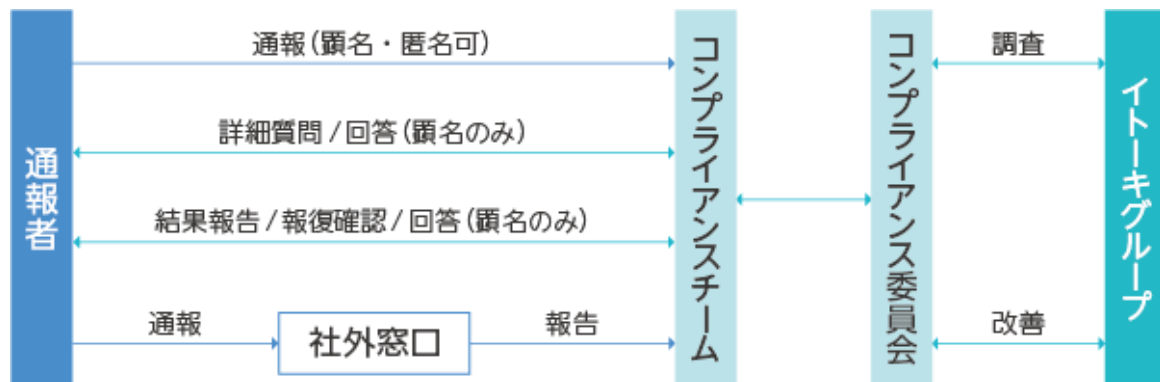 通報者
通報(顕名・匿名可)
詳細質問/回答(顕名のみ)
結果報告/報復確認/回答(顕名のみ)
通報
社外窓口
報告
コンプライアンスチーム
コンプライアンス委員会
調査
改善
イトーキグループ